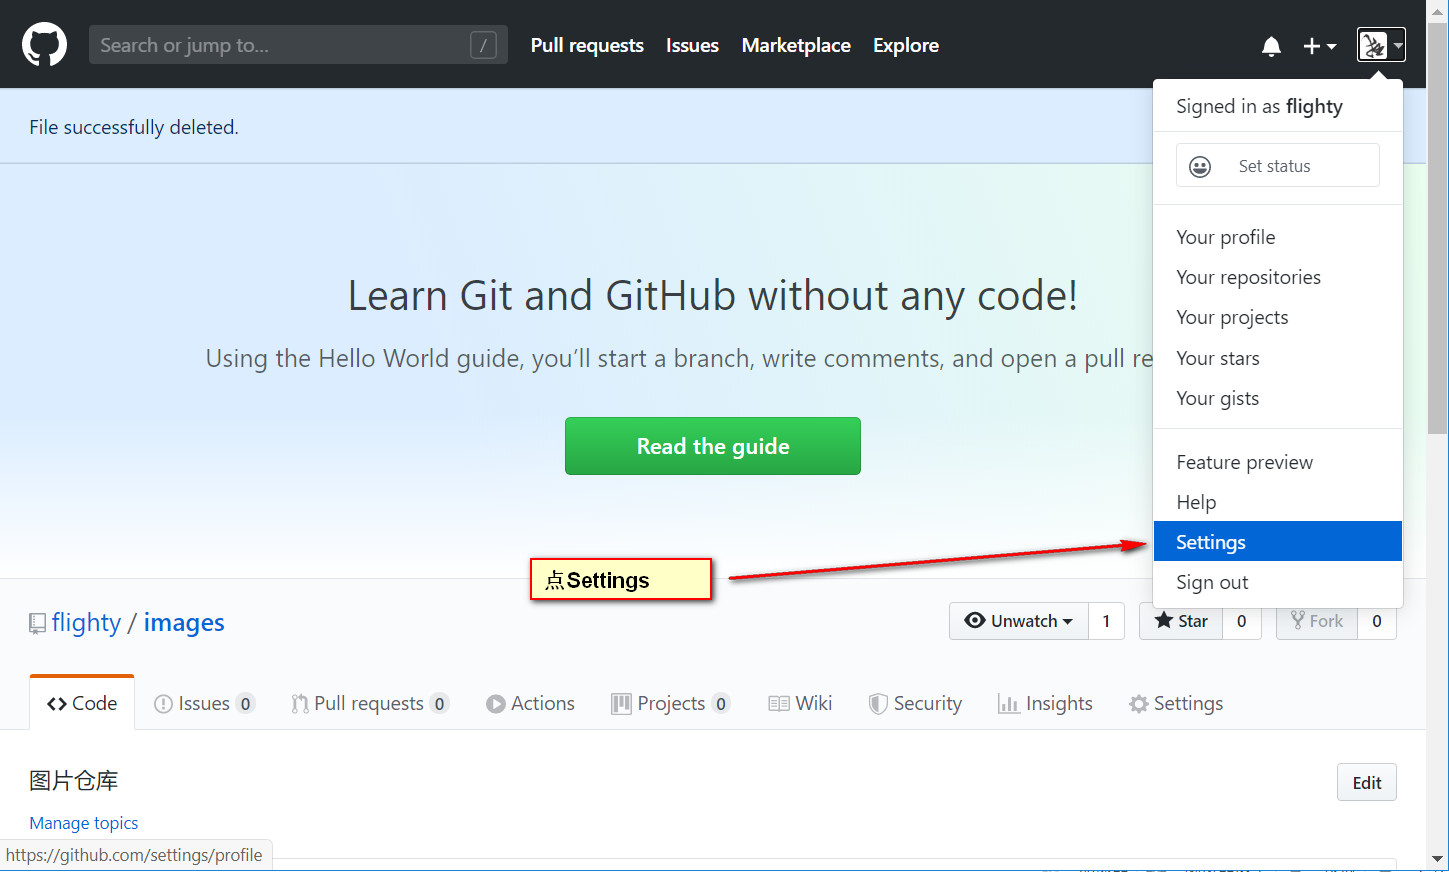 Search or jump to... /
Pull requests Issues Marketplace Explore
Signed in as flighty
File successfully deleted.
Set status
Your profile
Your repositories
Your projects
Your stars
Your gists
Feature preview
Help
Settings
Sign out
Learn Git and GitHub without any code!
Using the Hello World guide, you’ll start a branch, write comments, and open a pull re
Read the guide
点Settings
flighty / images
Unwatch 1 Star 0 Fork 0
Code Issues 0 Pull requests 0 Actions Projects 0 Wiki Security Insights Settings
图片仓库
Edit
Manage topics
https://github.com/settings/profile